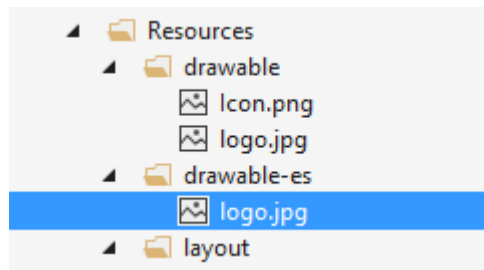 Resources
drawable
Icon.png
logo.jpg
drawable-es
logo.jpg
layout